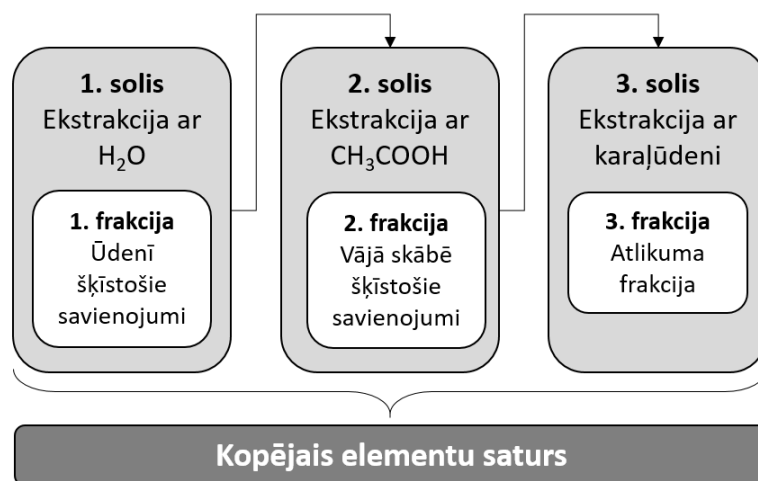 1. solis
Ekstrakcija ar
H₂O
1. frakcija
Ūdenī
šķīstošie
savienojumi
2. solis
Ekstrakcija ar
CH₃COOH
2. frakcija
Vājā skābē
šķīstošie
savienojumi
3. solis
Ekstrakcija ar
karaļūdeni
3. frakcija
Atlikuma
frakcija
Kopējais elementu saturs